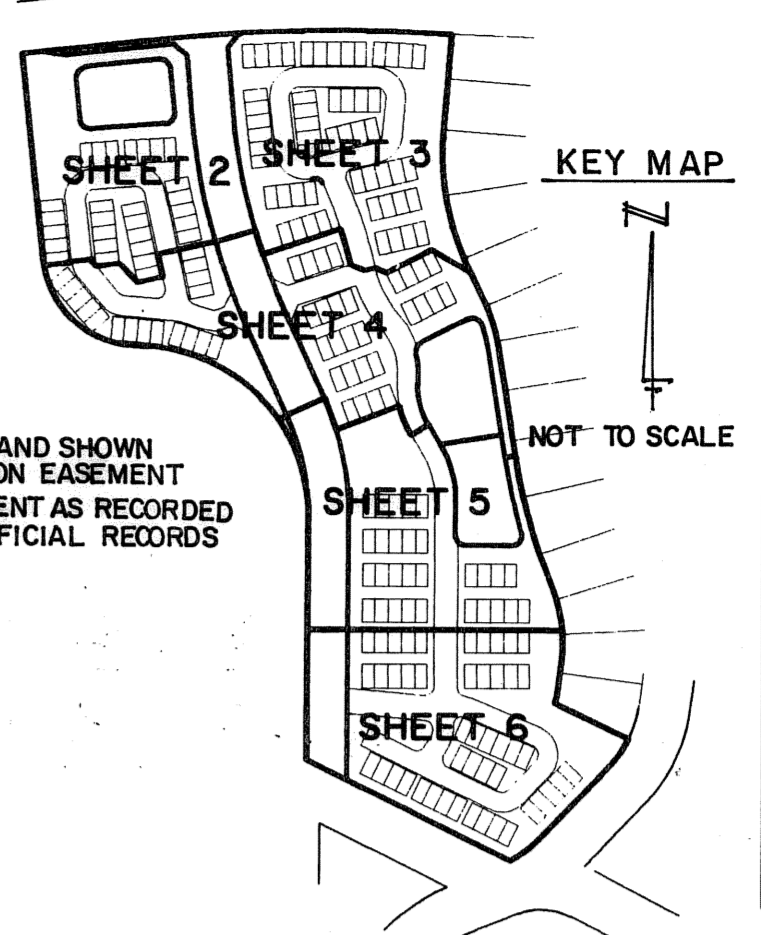 SHEET 2
SHEET 3
KEY MAP
N
SHEET 4
NOT TO SCALE
AND SHOWN
ON EASEMENT
ENT AS RECORDED
FICIAL RECORDS
SHEET 5
SHEET 6